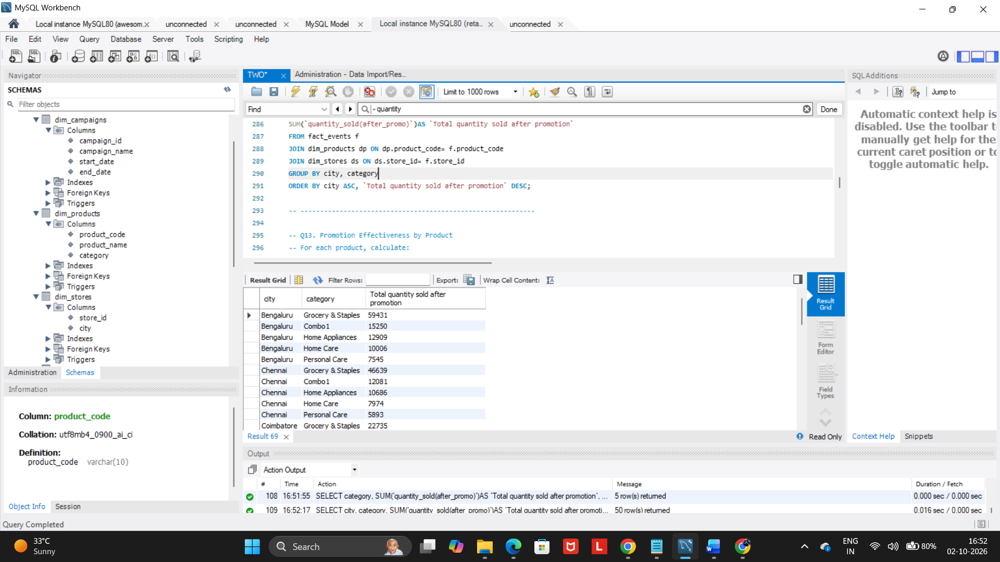 MySQL Workbench
Local instance MySQL80 (awesom...
unconnected
unconnected
MySQL Model
Local instance MySQL80 (reta...
unconnected
File Edit View Query Database Server Tools Scripting Help
Navigator
SCHEMAS
Filter objects
dim_campaigns
Columns
campaign_id
campaign_name
start_date
end_date
Indexes
Foreign Keys
Triggers
dim_products
Columns
product_code
product_name
category
Indexes
Foreign Keys
Triggers
dim_stores
Columns
store_id
city
Indexes
Foreign Keys
Triggers
Administration Schemas
Information
Column: product_code
Collation: utf8mb4_0900_ai_ci
Definition:
product_code varchar(10)
Object Info Session
Query Completed
TWO*
Administration - Data Import/Res...
Limit to 1000 rows
Find
quantity
Done
286 SUM(`quantity_sold(after_promo)`)AS `Total quantity sold after promotion`
287 FROM fact_events f
288 JOIN dim_products dp ON dp.product_code= f.product_code
289 JOIN dim_stores ds ON ds.store_id= f.store_id
290 GROUP BY city, category
291 ORDER BY city ASC, `Total quantity sold after promotion` DESC;
292
293 -- ------------------------------------------------------------
294
295 -- Q13. Promotion Effectiveness by Product
296 -- For each product, calculate:
Result Grid Filter Rows: Export: Wrap Cell Content:
city category Total quantity sold after promotion
Bengaluru Grocery & Staples 59431
Bengaluru Combo1 15250
Bengaluru Home Appliances 12909
Bengaluru Home Care 10006
Bengaluru Personal Care 7545
Chennai Grocery & Staples 46639
Chennai Combo1 12081
Chennai Home Appliances 10686
Chennai Home Care 7974
Chennai Personal Care 5893
Coimbatore Grocery & Staples 22735
Result 69
Read Only
Result Grid
Form Editor
Field Types
Output
Action Output
# Time Action Message Duration / Fetch
108 16:51:55 SELECT category, SUM(`quantity_sold(after_promo)`)AS `Total quantity sold after promotion`, ... 5 row(s) returned 0.000 sec / 0.000 sec
109 16:52:17 SELECT city, category, SUM(`quantity_sold(after_promo)`)AS `Total quantity sold after promoti... 50 row(s) returned 0.016 sec / 0.000 sec
SQLAdditions
Jump to
Automatic context help is
disabled. Use the toolbar t
manually get help for the
current caret position or to
toggle automatic help.
Context Help Snippets
33°C
Sunny
Search
ENG
IN
80%
16:52
02-10-2026